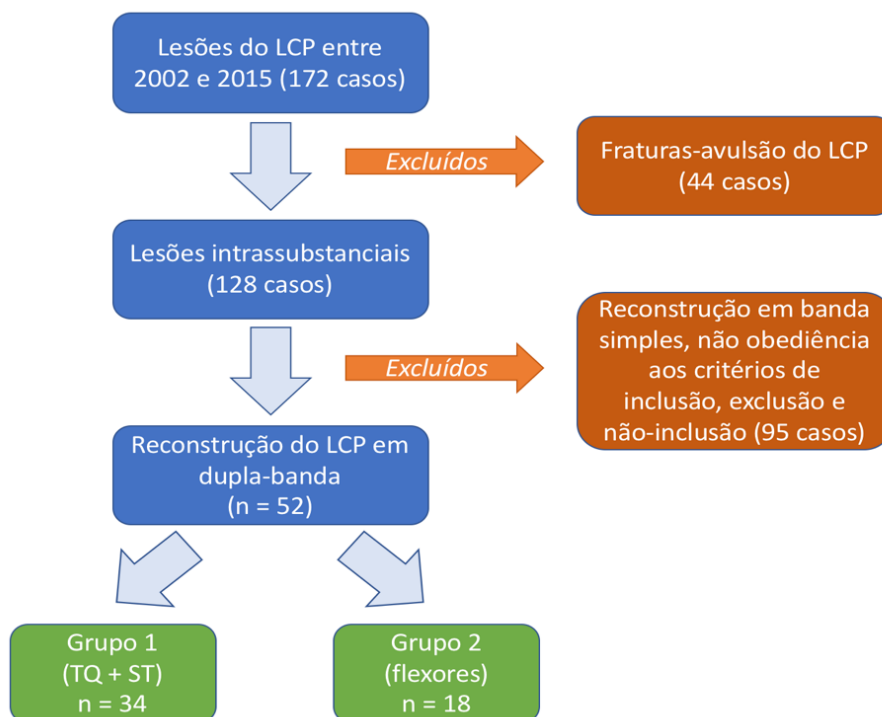 Lesões do LCP entre
2002 e 2015 (172 casos)
Excluídos
Fraturas-avulsão do LCP
(44 casos)
Lesões intrassubstanciais
(128 casos)
Excluídos
Reconstrução em banda
simples, não obediência
aos critérios de
inclusão, exclusão e
não-inclusão (95 casos)
Reconstrução do LCP em
dupla-banda
(n = 52)
Grupo 1
(TQ + ST)
n = 34
Grupo 2
(flexores)
n = 18